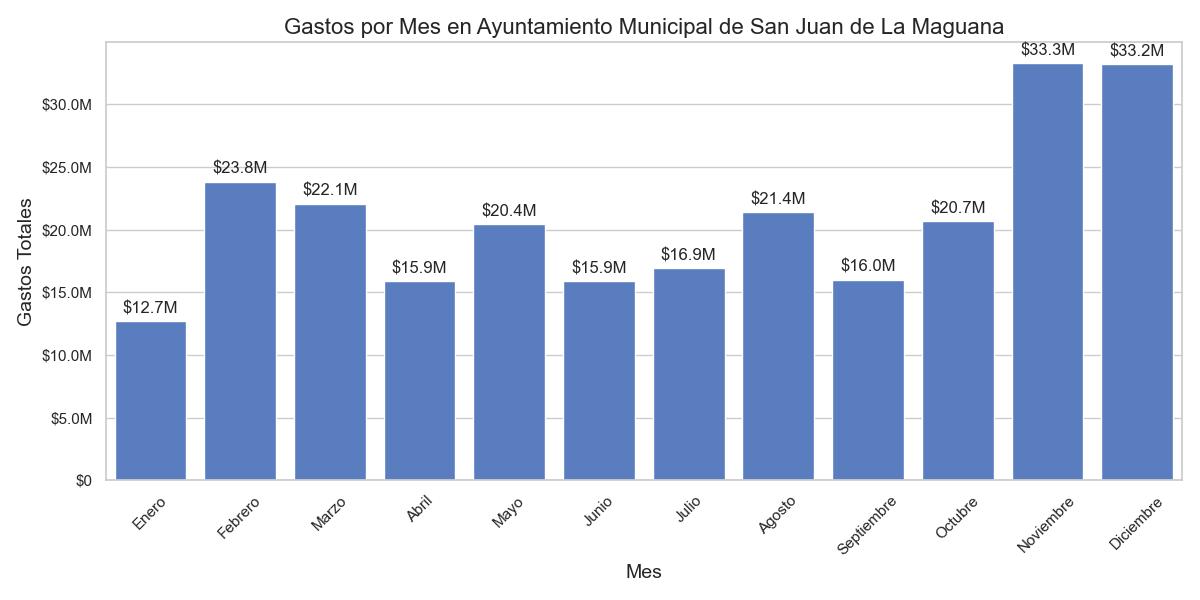 Gastos por Mes en Ayuntamiento Municipal de San Juan de La Maguana
Gastos Totales
$30.0M
$25.0M
$20.0M
$15.0M
$10.0M
$5.0M
$0
$12.7M
$23.8M
$22.1M
$15.9M
$20.4M
$15.9M
$16.9M
$21.4M
$16.0M
$20.7M
$33.3M
$33.2M
Enero
Febrero
Marzo
Abril
Mayo
Junio
Julio
Agosto
Septiembre
Octubre
Noviembre
Diciembre
Mes